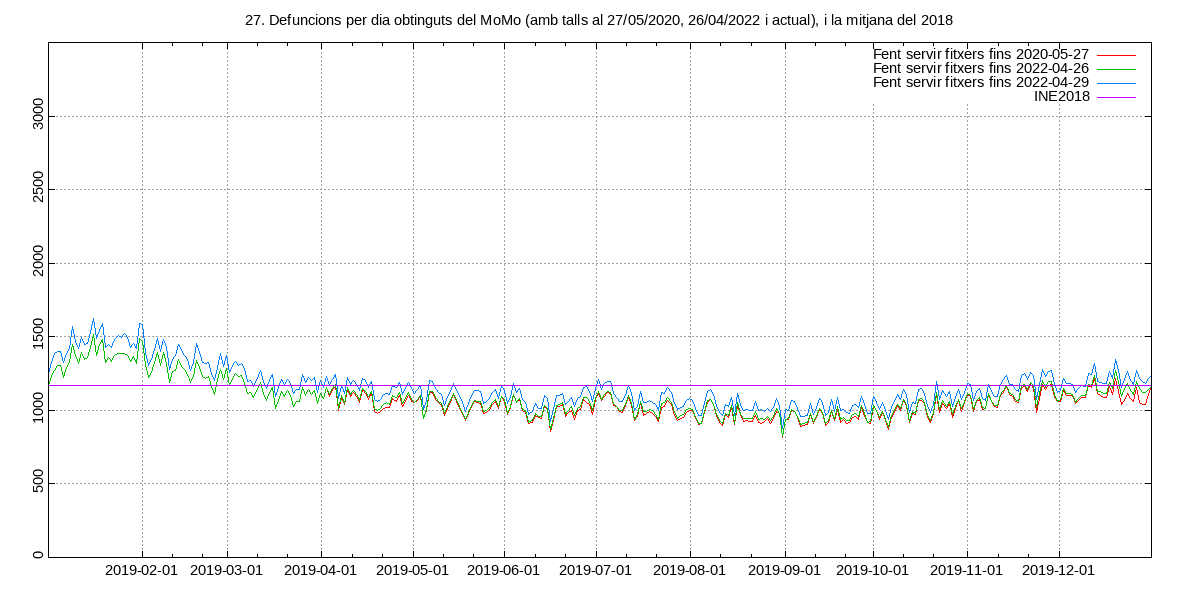 27. Defuncions per dia obtinguts del MoMo (amb talls al 27/05/2020, 26/04/2022 i actual), i la mitjana del 2018
Fent servir fitxers fins 2020-05-27
Fent servir fitxers fins 2022-04-26
Fent servir fitxers fins 2022-04-29
INE2018
3000
2500
2000
1500
1000
500
0
2019-02-01 2019-03-01 2019-04-01 2019-05-01 2019-06-01 2019-07-01 2019-08-01 2019-09-01 2019-10-01 2019-11-01 2019-12-01